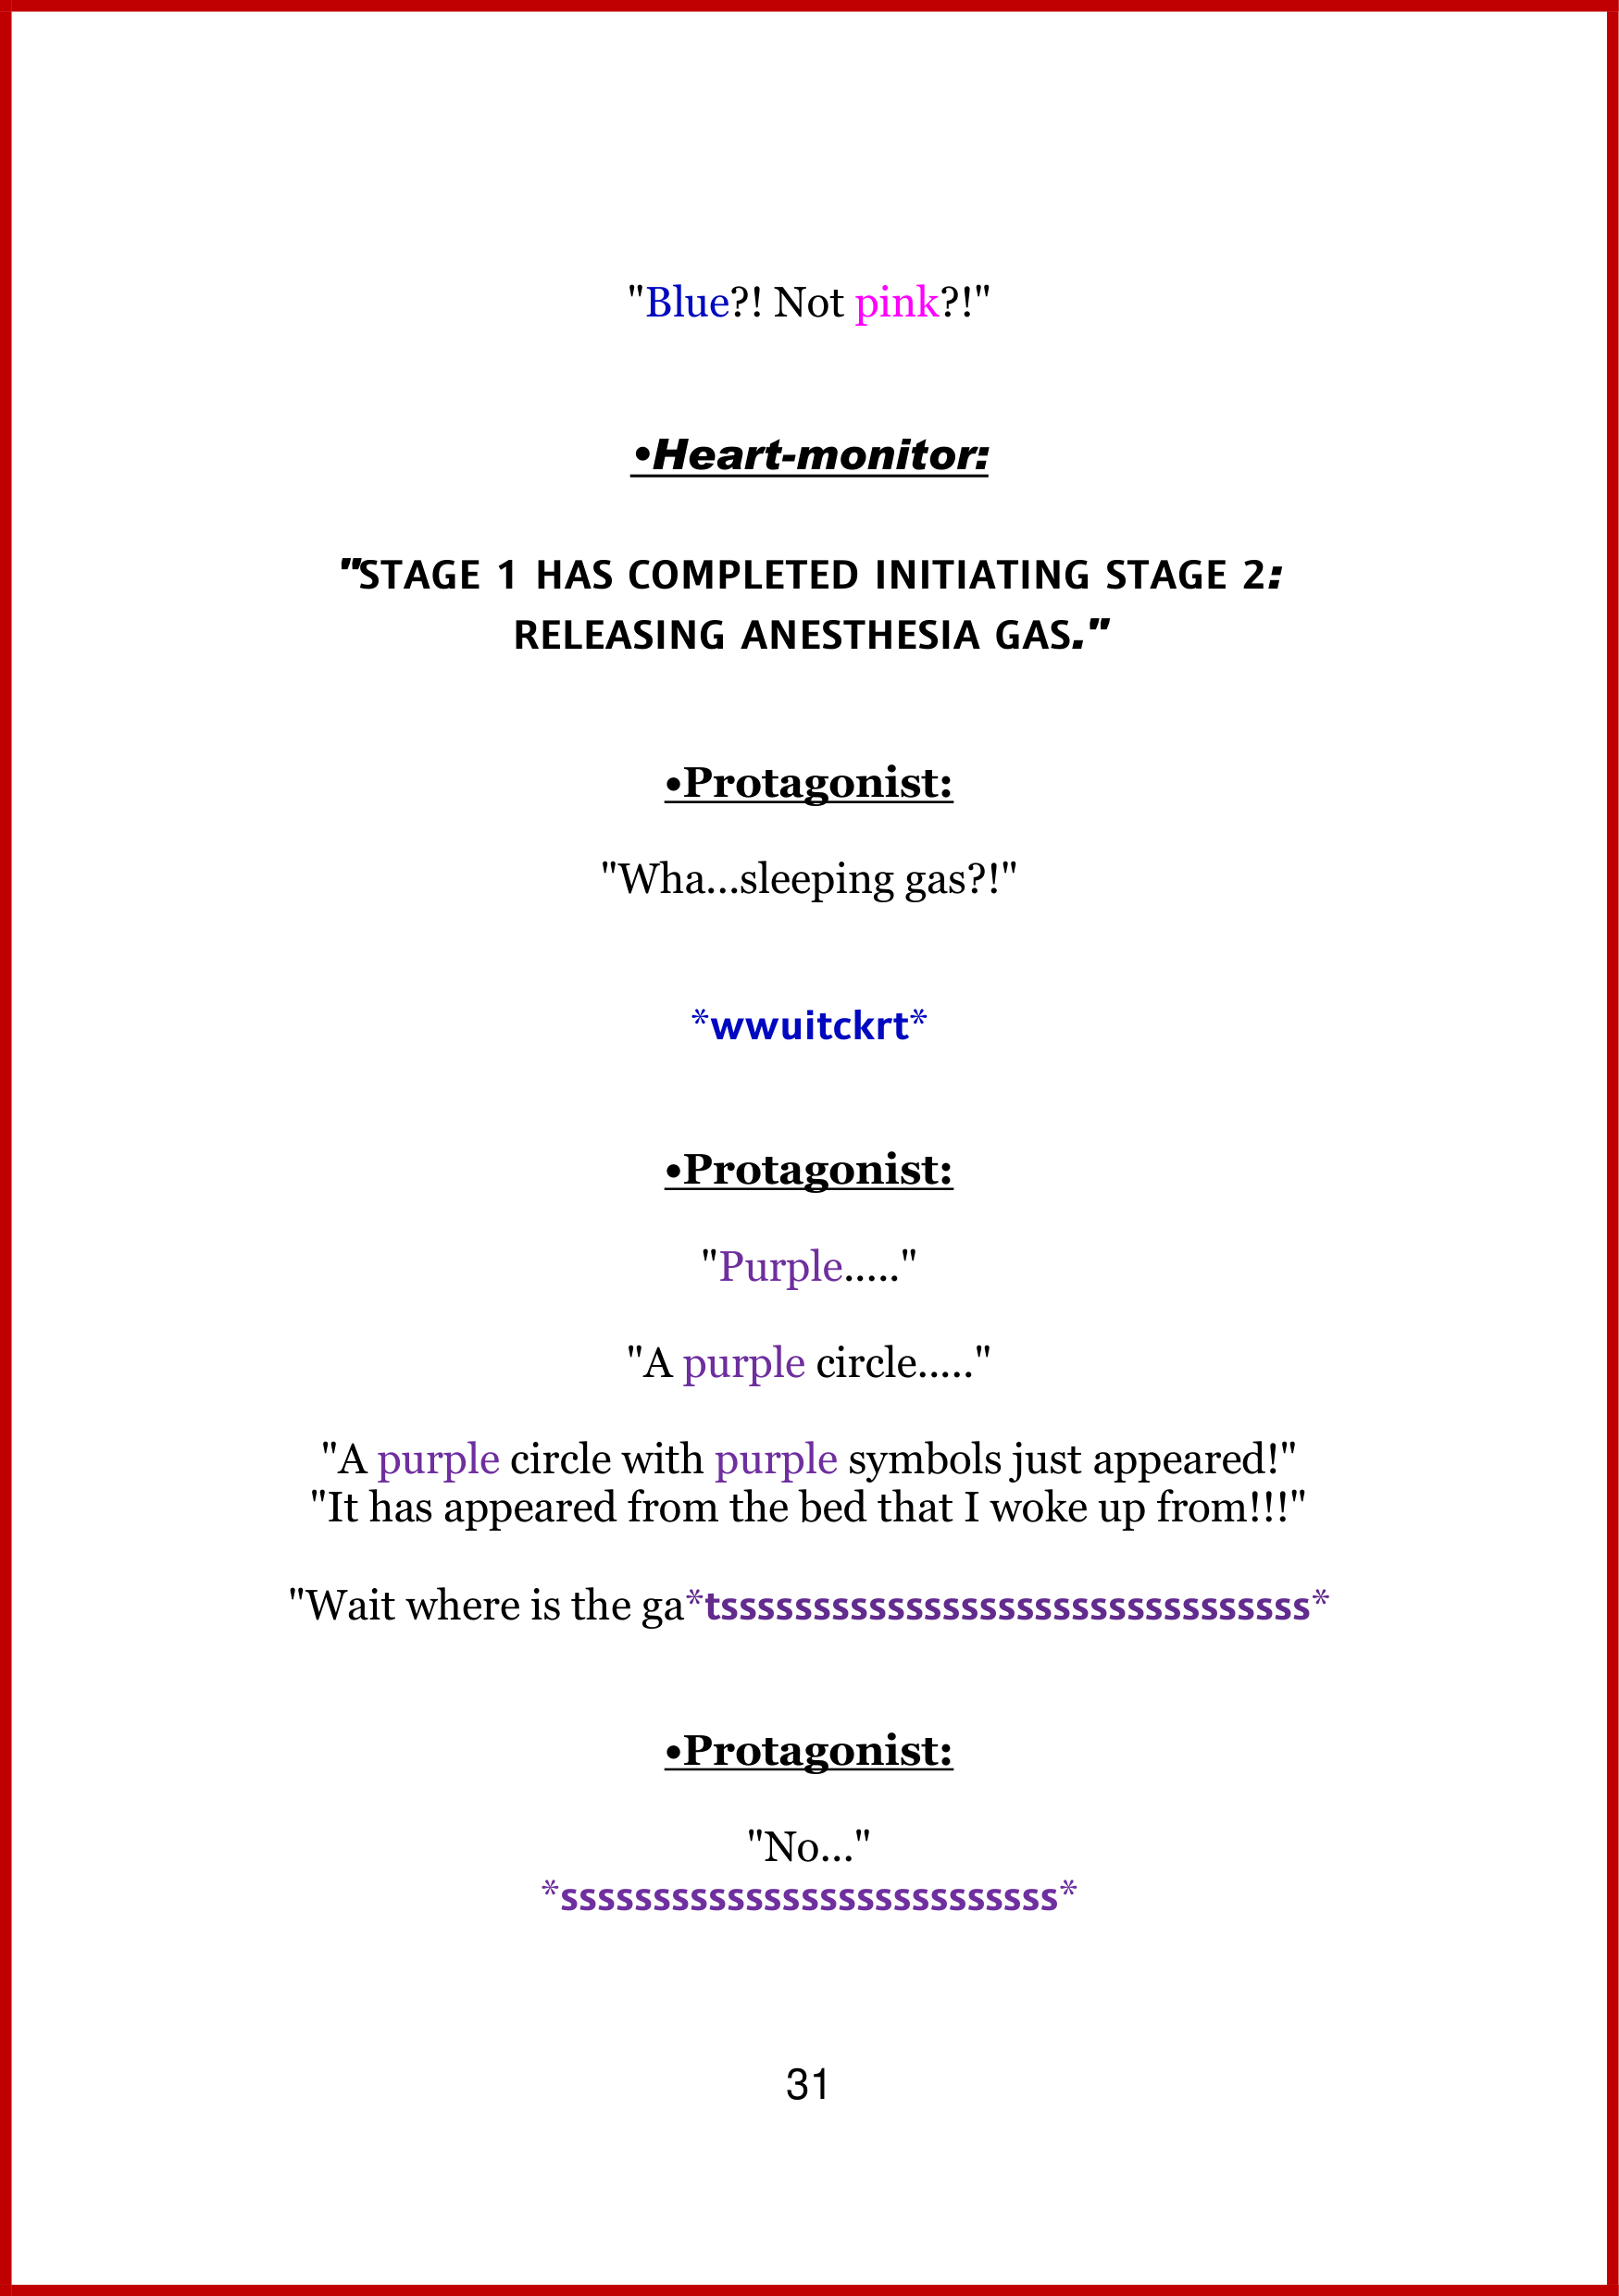 "Blue?! Not pink?!"
•Heart-monitor:
"STAGE 1 HAS COMPLETED INITIATING STAGE 2:
RELEASING ANESTHESIA GAS."
•Protagonist:
"Wha...sleeping gas?!"
*wwuitckrt*
•Protagonist:
"Purple....."
"A purple circle....."
"A purple circle with purple symbols just appeared!"
"It has appeared from the bed that I woke up from!!!"
"Wait where is the ga*tssssssssssssssssssssssssssssssss*
•Protagonist:
"No..."
*sssssssssssssssssssssssssss*
31